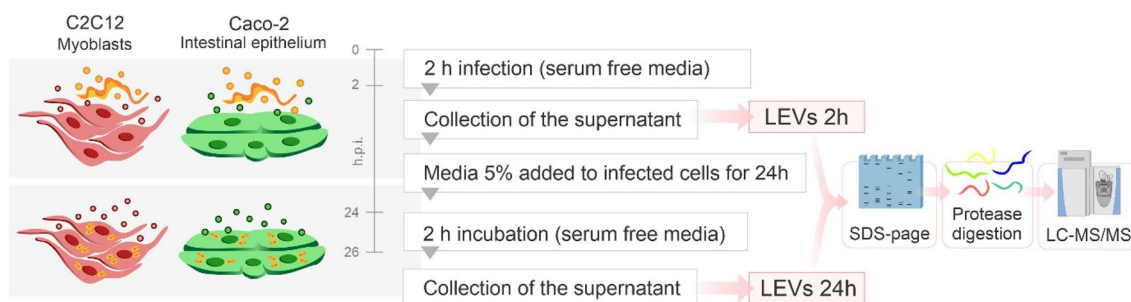 C2C12
Myoblasts
Caco-2
Intestinal epithelium
0
2
h.p.i.
24
26
2 h infection (serum free media)
Collection of the supernatant
LEVs 2h
Media 5% added to infected cells for 24h
2 h incubation (serum free media)
Collection of the supernatant
LEVs 24h
SDS-page
Protease
digestion
LC-MS/MS